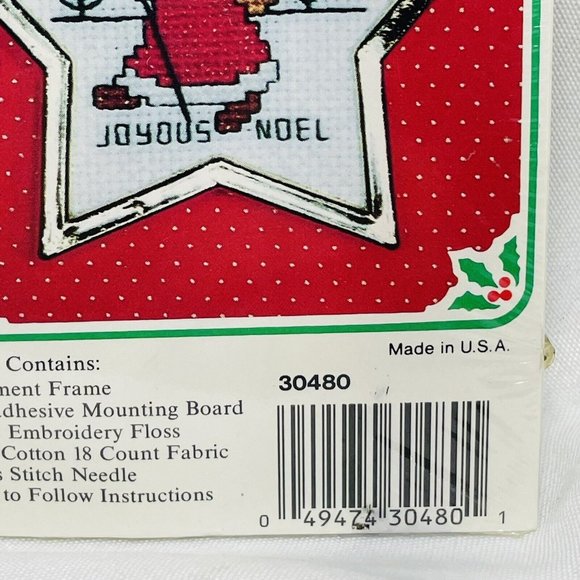 JOYOUS NOEL
Made in U.S.A.
Contains:
ment Frame
dhesive Mounting Board
Embroidery Floss
Cotton 18 Count Fabric
s Stitch Needle
to Follow Instructions
30480
0 49474 30480 1